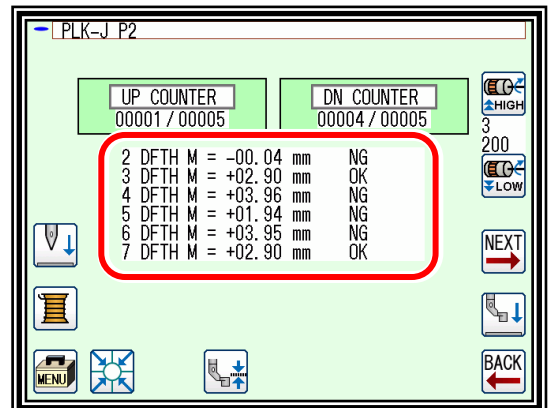 PLK-J P2
UP COUNTER
00001/00005
DN COUNTER
00004/00005
HIGH
3
200
LOW
2 DFTH M = -00.04 mm NG
3 DFTH M = +02.90 mm OK
4 DFTH M = +03.96 mm NG
5 DFTH M = +01.94 mm NG
6 DFTH M = +03.95 mm NG
7 DFTH M = +02.90 mm OK
NEXT
MENU
BACK